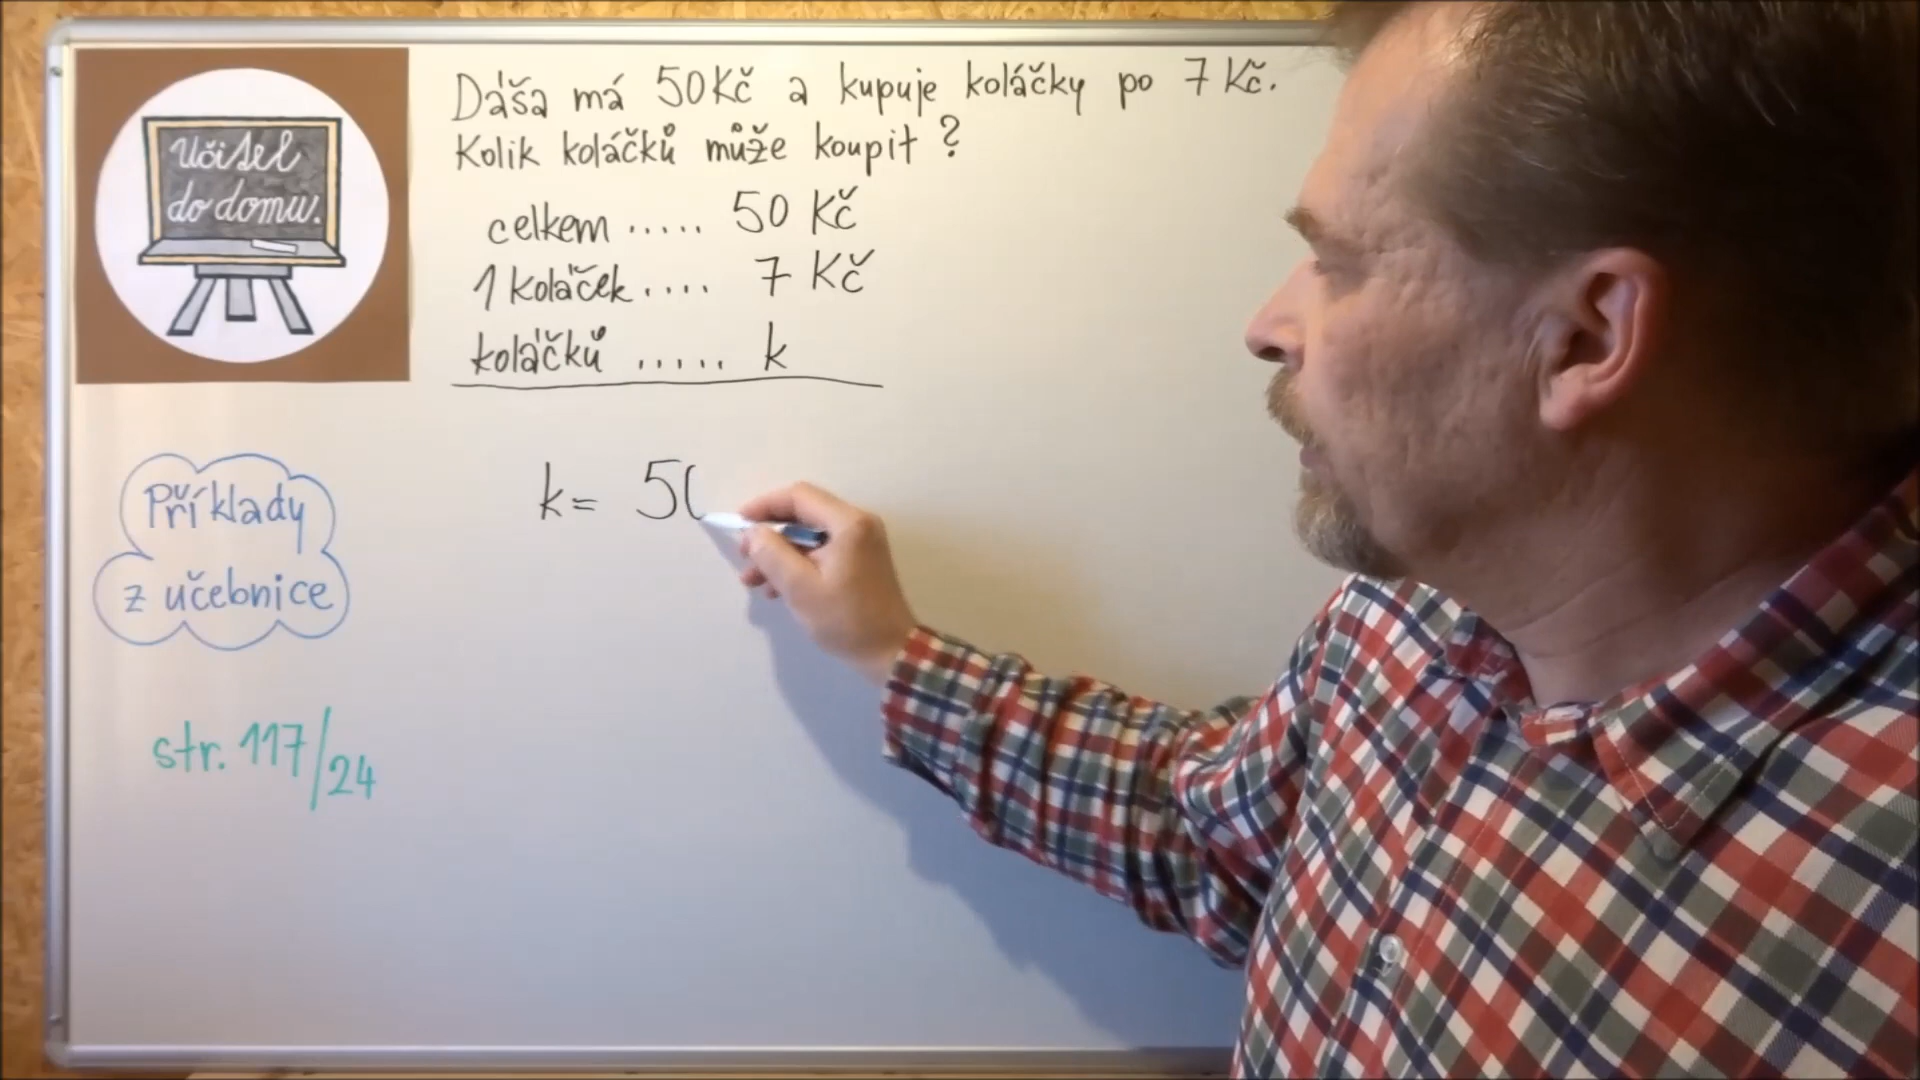 Dáša má 50 Kč a kupuje koláčky po 7 Kč.
Kolik koláčků může koupit?
celkem ..... 50 Kč
1 koláček .... 7 Kč
koláčků ..... k
k = 50
Učitel
do domu.
Příklady
z učebnice
str. 117/24